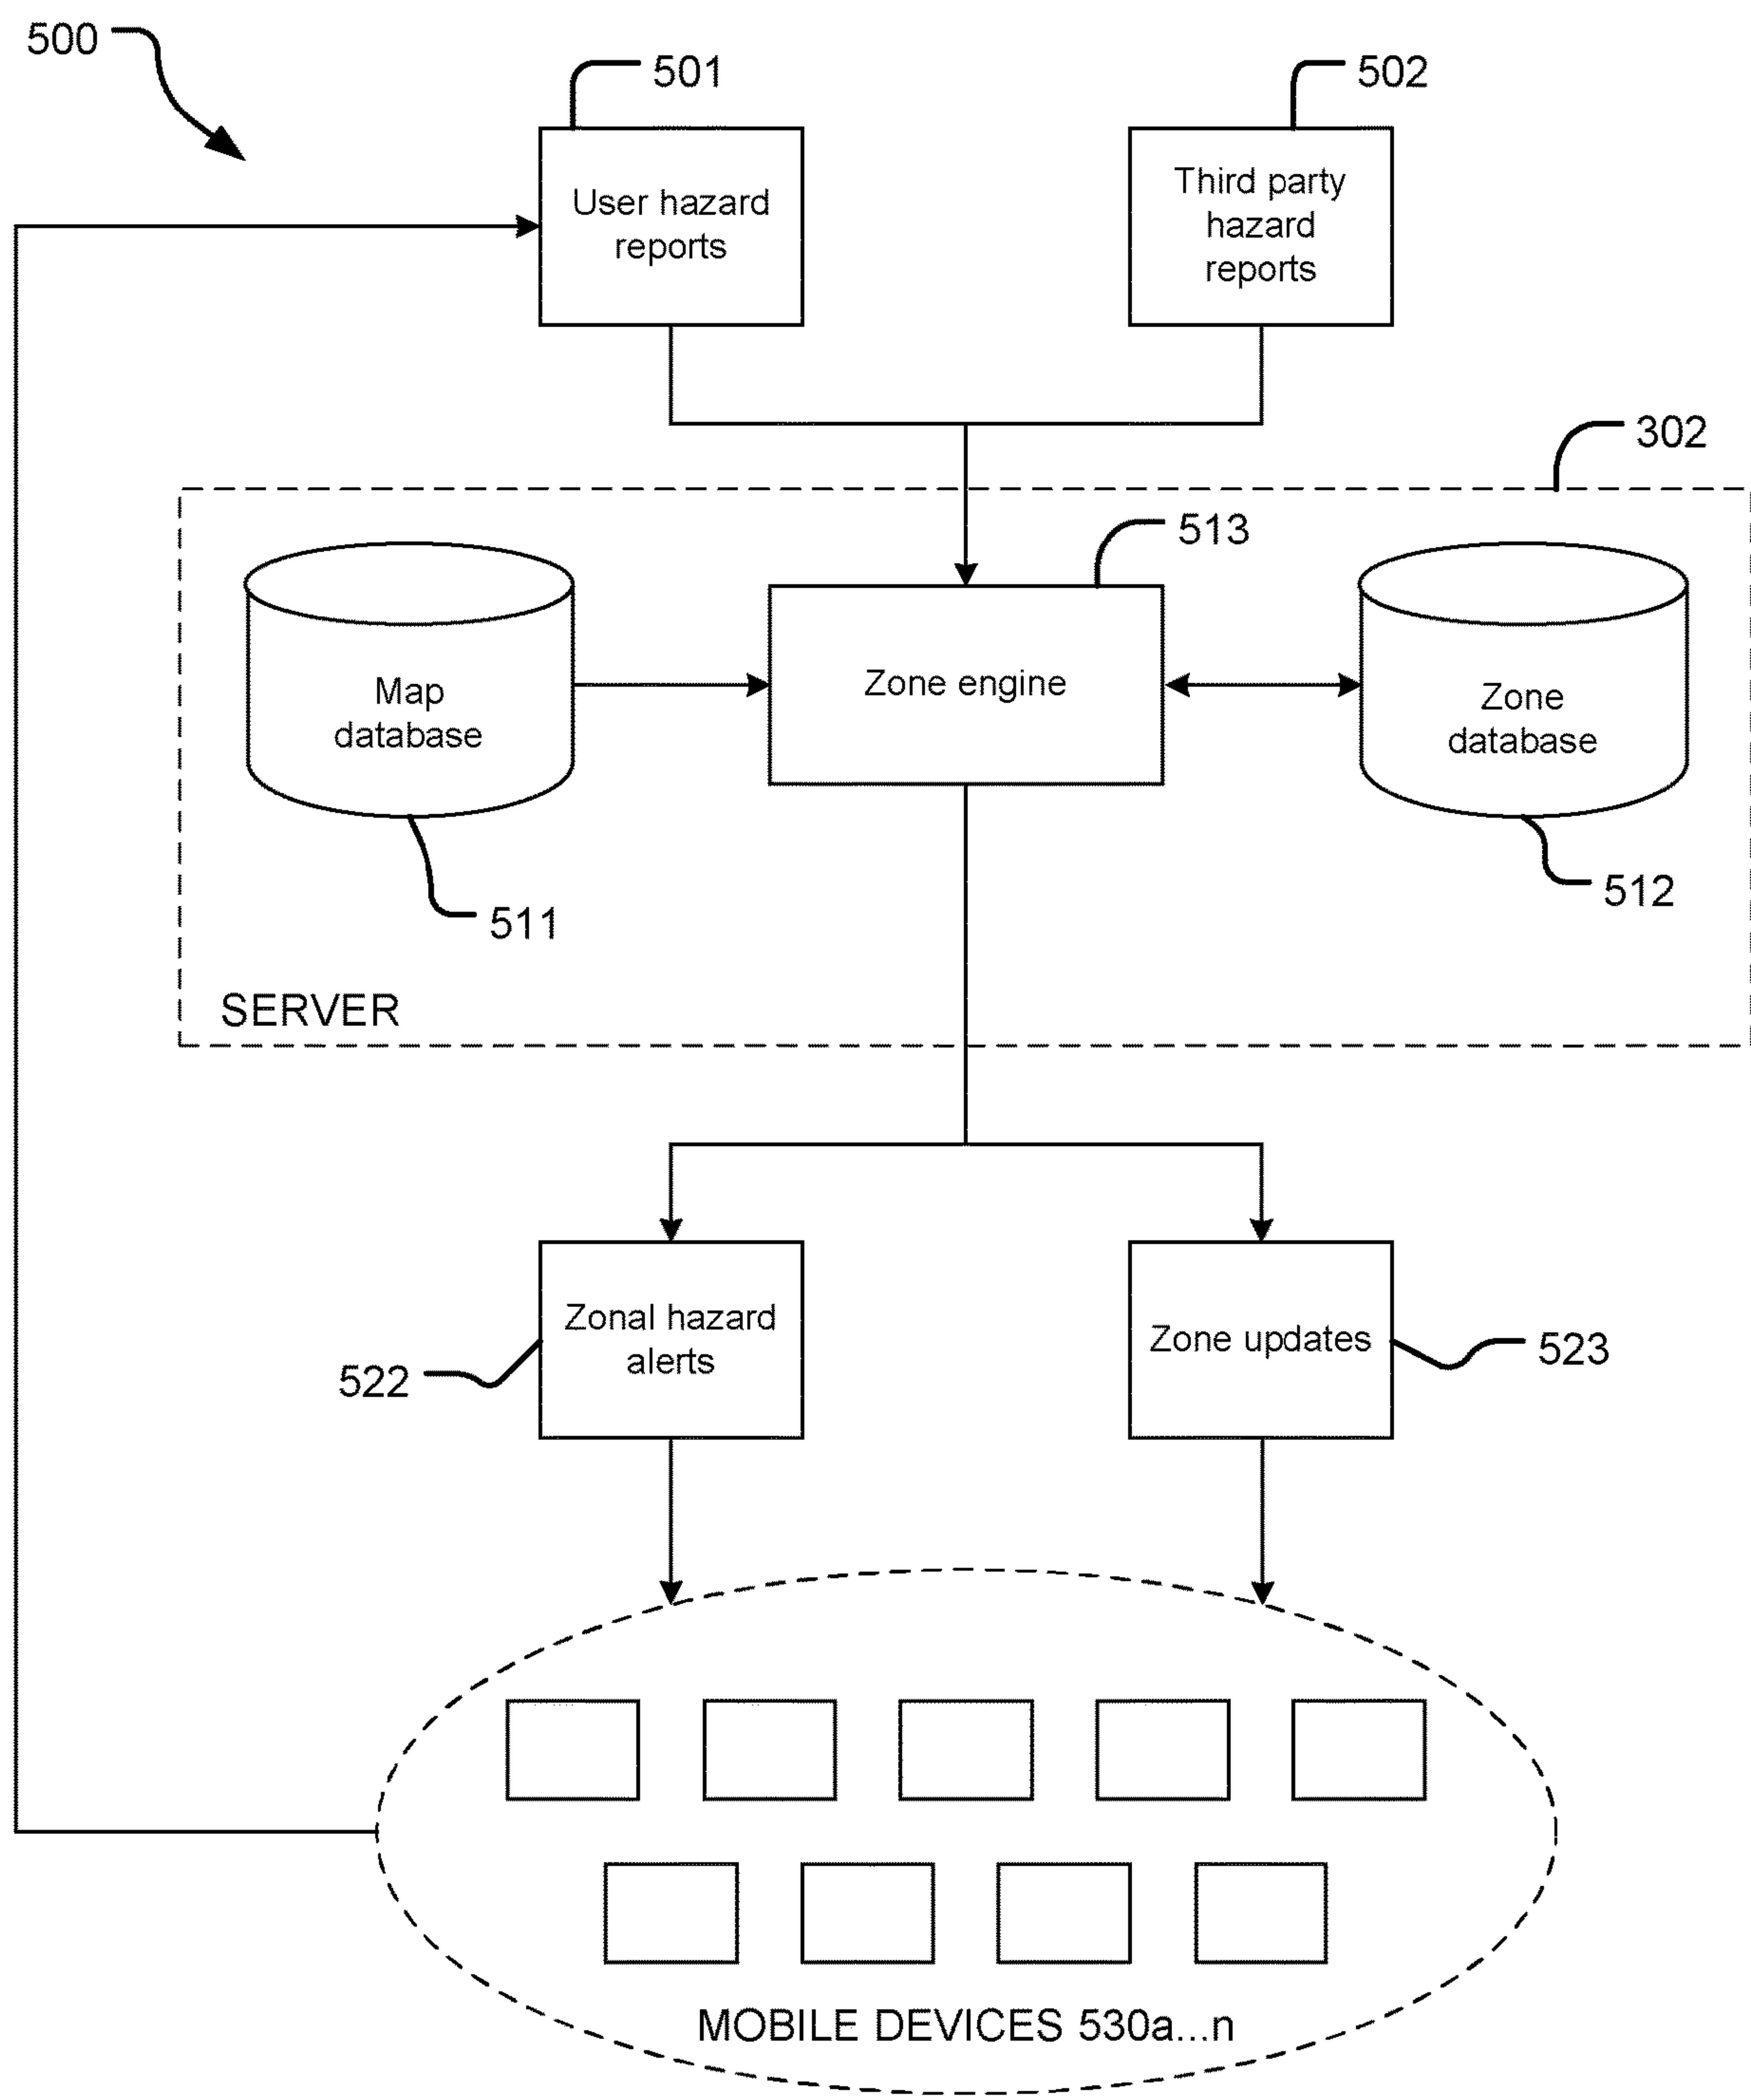 500
501
502
User hazard
reports
Third party
hazard
reports
302
513
Map
database
Zone engine
Zone
database
511
512
SERVER
Zonal hazard
alerts
Zone updates
522
523
MOBILE DEVICES 530a...n